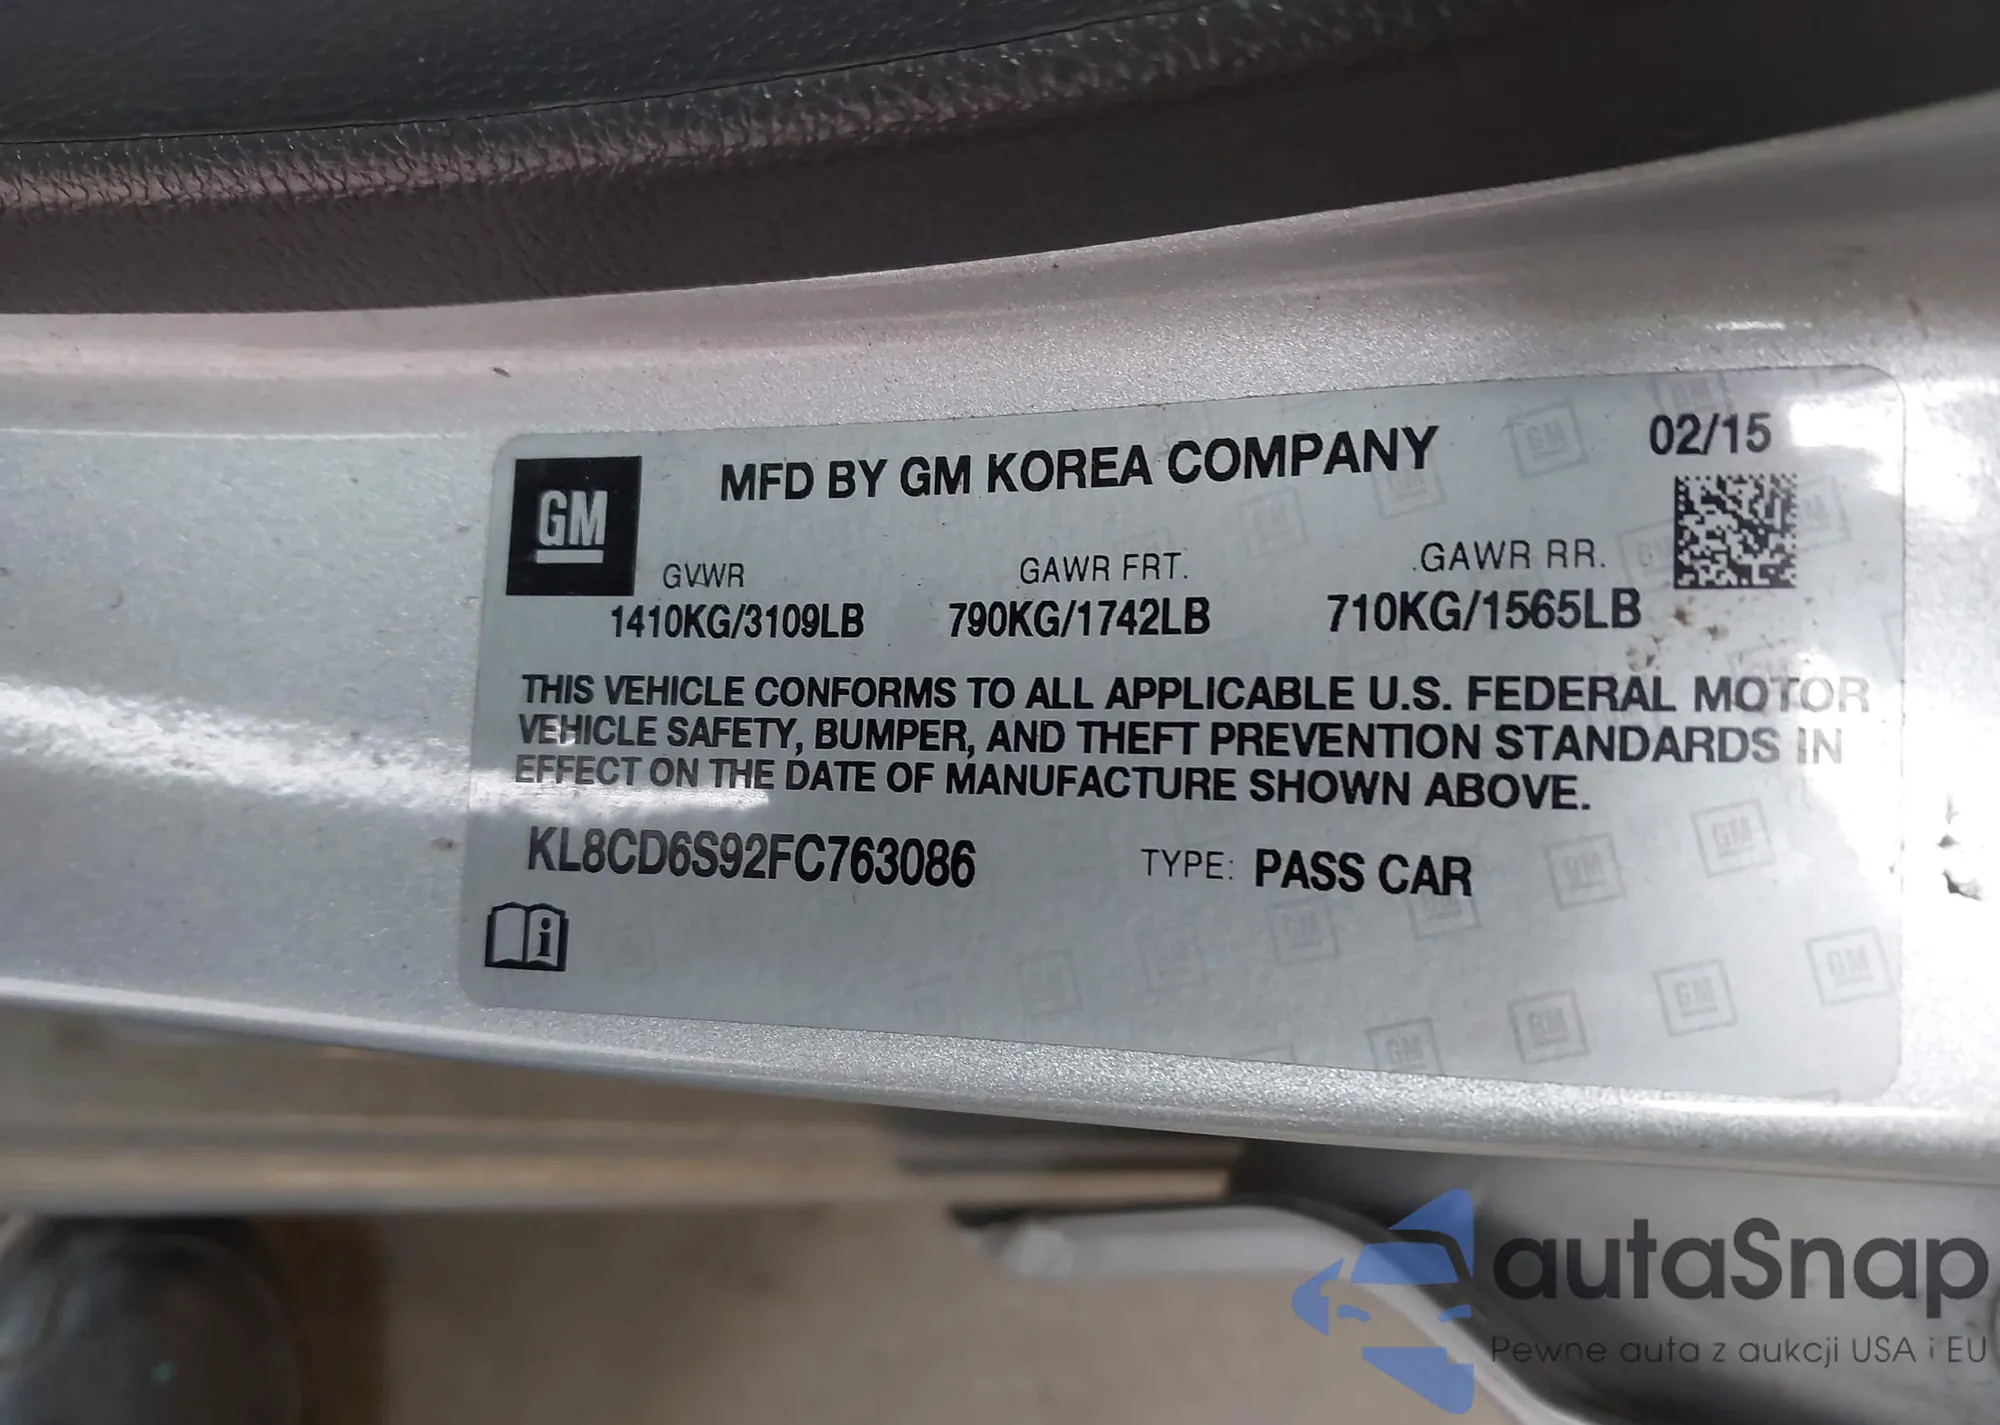 MFD BY GM KOREA COMPANY
02/15
GM
GVWR
GAWR FRT.
GAWR RR.
1410KG/3109LB
790KG/1742LB
710KG/1565LB
THIS VEHICLE CONFORMS TO ALL APPLICABLE U.S. FEDERAL MOTOR
VEHICLE SAFETY, BUMPER, AND THEFT PREVENTION STANDARDS IN
EFFECT ON THE DATE OF MANUFACTURE SHOWN ABOVE.
KL8CD6S92FC763086
TYPE: PASS CAR
i
autaSnap
Pewne auta z aukcji USA i EU